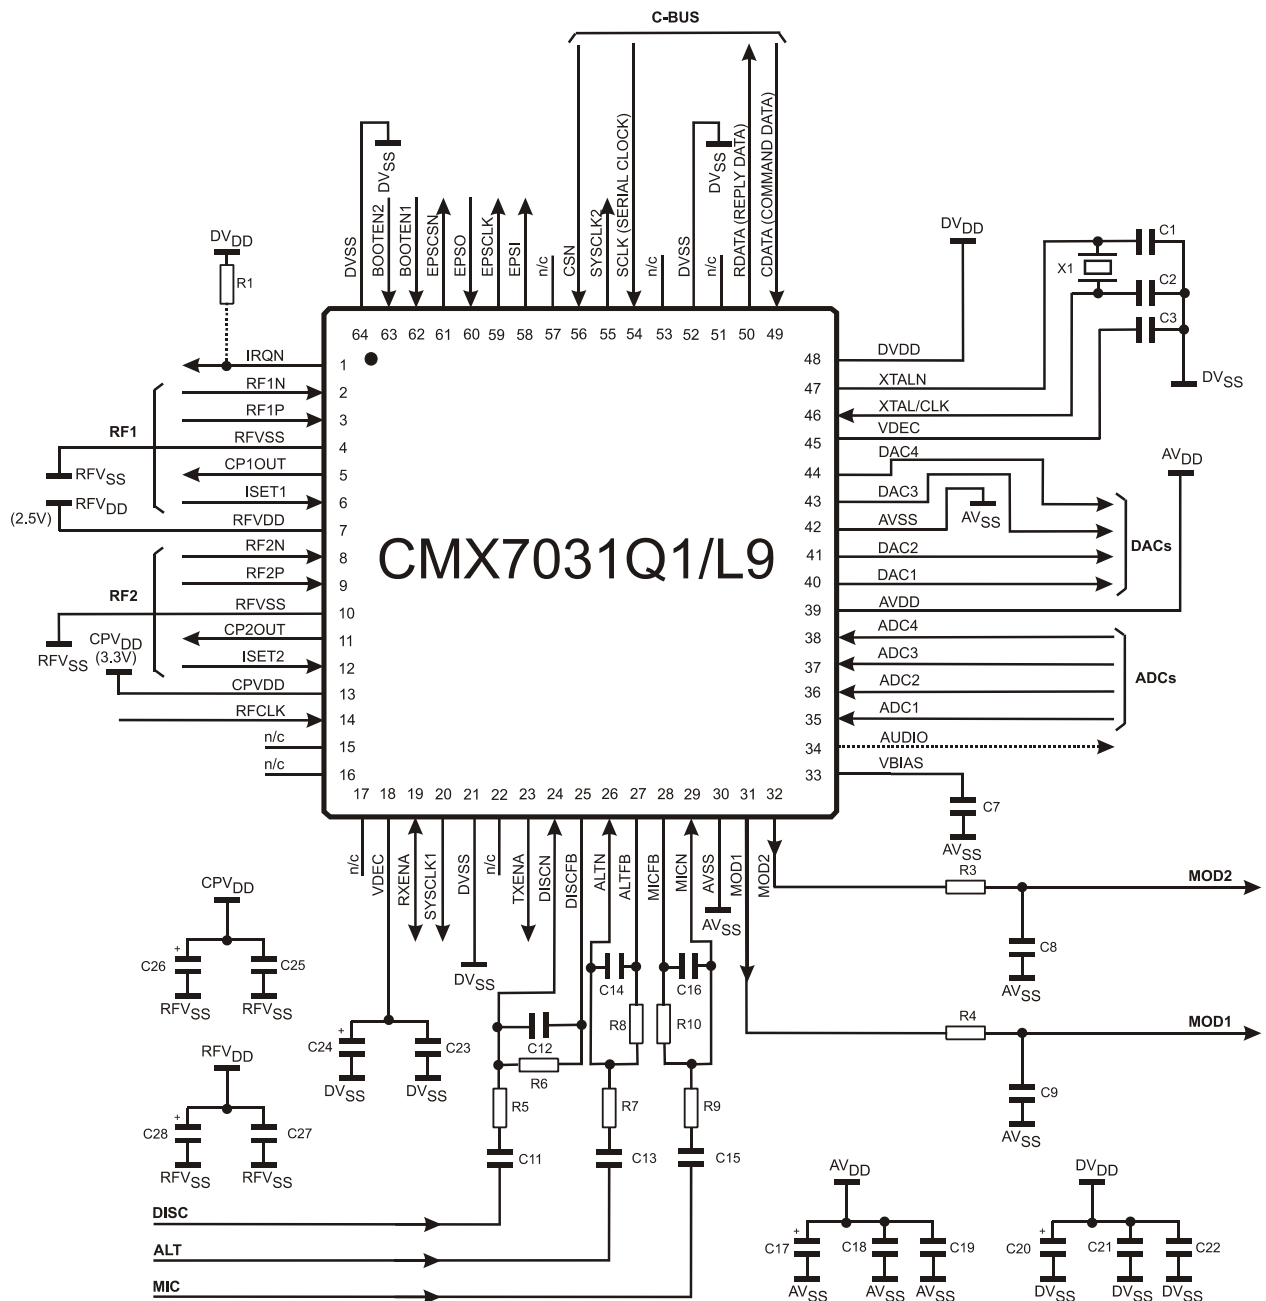 C-BUS
DVSS
BOOTEN2
DVSS
BOOTEN1
EPSCSN
EPSO
EPSCLK
EPSI
n/c
CSN
SYSCLK2
SCLK (SERIAL CLOCK)
n/c
DVSS
DVSS
n/c
RDATA (REPLY DATA)
CDATA (COMMAND DATA)
64 63 62 61 60 59 58 57 56 55 54 53 52 51 50 49
DVDD
R1
IRQN 1
RF1N 2
RF1P 3
RF1
RFVSS 4
RFVSS
CP1OUT 5
ISET1 6
RFVDD
(2.5V)
RFVDD 7
RF2N 8
RF2P 9
RF2
RFVSS 10
RFVSS
CP2OUT 11
CPVDD
(3.3V)
ISET2 12
CPVDD 13
RFCLK 14
n/c 15
n/c 16
CMX7031Q1/L9
DVDD
X1
C1
C2
C3
DVSS
48 DVDD
47 XTALN
46 XTAL/CLK
45 VDEC
44 DAC4
43 DAC3
42 AVSS
AVSS
41 DAC2
40 DAC1
DACs
AVDD
39 AVDD
38 ADC4
37 ADC3
36 ADC2
35 ADC1
ADCs
34 AUDIO
33 VBIAS
C7
AVSS
17 18 19 20 21 22 23 24 25 26 27 28 29 30 31 32
n/c
VDEC
RXENA
SYSCLK1
DVSS
n/c
TXENA
DISCN
DISCFB
ALTN
ALTFB
MICFB
MICN
AVSS
MOD1
MOD2
AVSS
DVSS
R3
MOD2
C8
AVSS
R4
MOD1
C9
AVSS
CPVDD
+
C26
C25
RFVSS
RFVSS
RFVDD
+
C28
C27
RFVSS
RFVSS
+
C24
C23
DVSS
DVSS
C14
C16
R8
R10
C12
R6
R5
R7
R9
C11
C13
C15
DISC
ALT
MIC
AVDD
+
C17
C18
C19
AVSS
AVSS
AVSS
DVDD
+
C20
C21
C22
DVSS
DVSS
DVSS